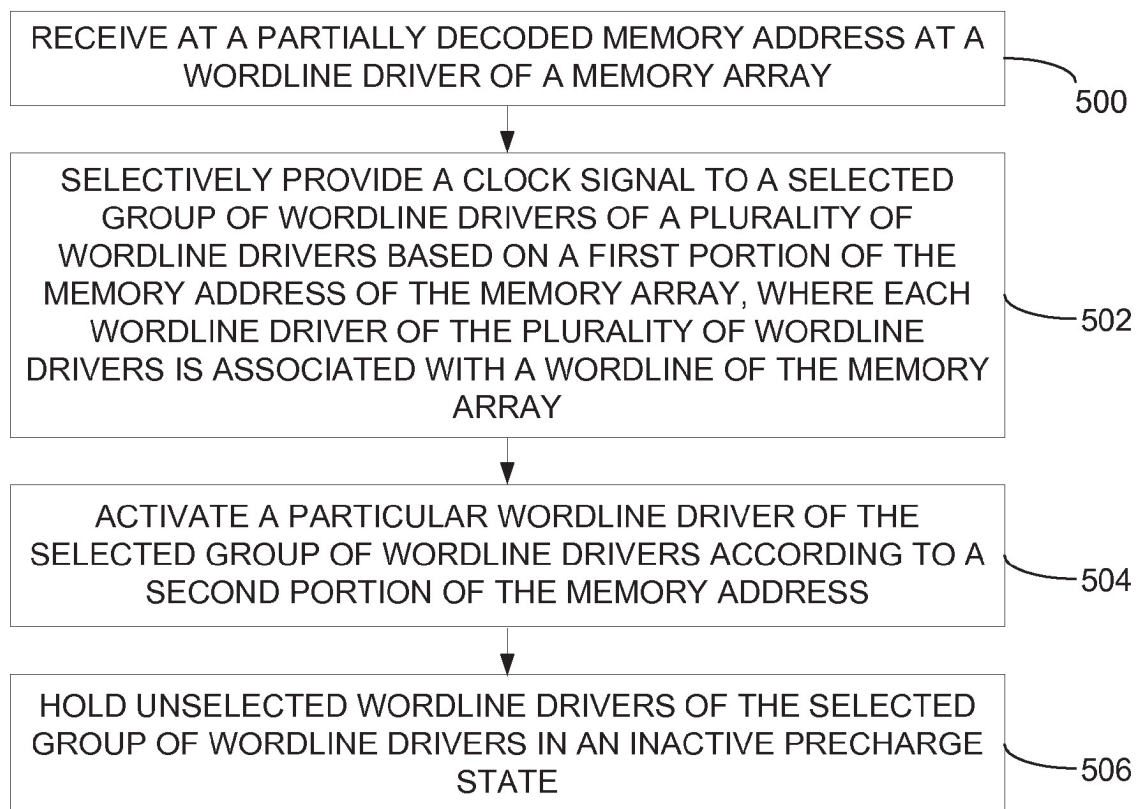 RECEIVE AT A PARTIALLY DECODED MEMORY ADDRESS AT A
WORDLINE DRIVER OF A MEMORY ARRAY
500
SELECTIVELY PROVIDE A CLOCK SIGNAL TO A SELECTED
GROUP OF WORDLINE DRIVERS OF A PLURALITY OF
WORDLINE DRIVERS BASED ON A FIRST PORTION OF THE
MEMORY ADDRESS OF THE MEMORY ARRAY, WHERE EACH
WORDLINE DRIVER OF THE PLURALITY OF WORDLINE
DRIVERS IS ASSOCIATED WITH A WORDLINE OF THE MEMORY
ARRAY
502
ACTIVATE A PARTICULAR WORDLINE DRIVER OF THE
SELECTED GROUP OF WORDLINE DRIVERS ACCORDING TO A
SECOND PORTION OF THE MEMORY ADDRESS
504
HOLD UNSELECTED WORDLINE DRIVERS OF THE SELECTED
GROUP OF WORDLINE DRIVERS IN AN INACTIVE PRECHARGE
STATE
506